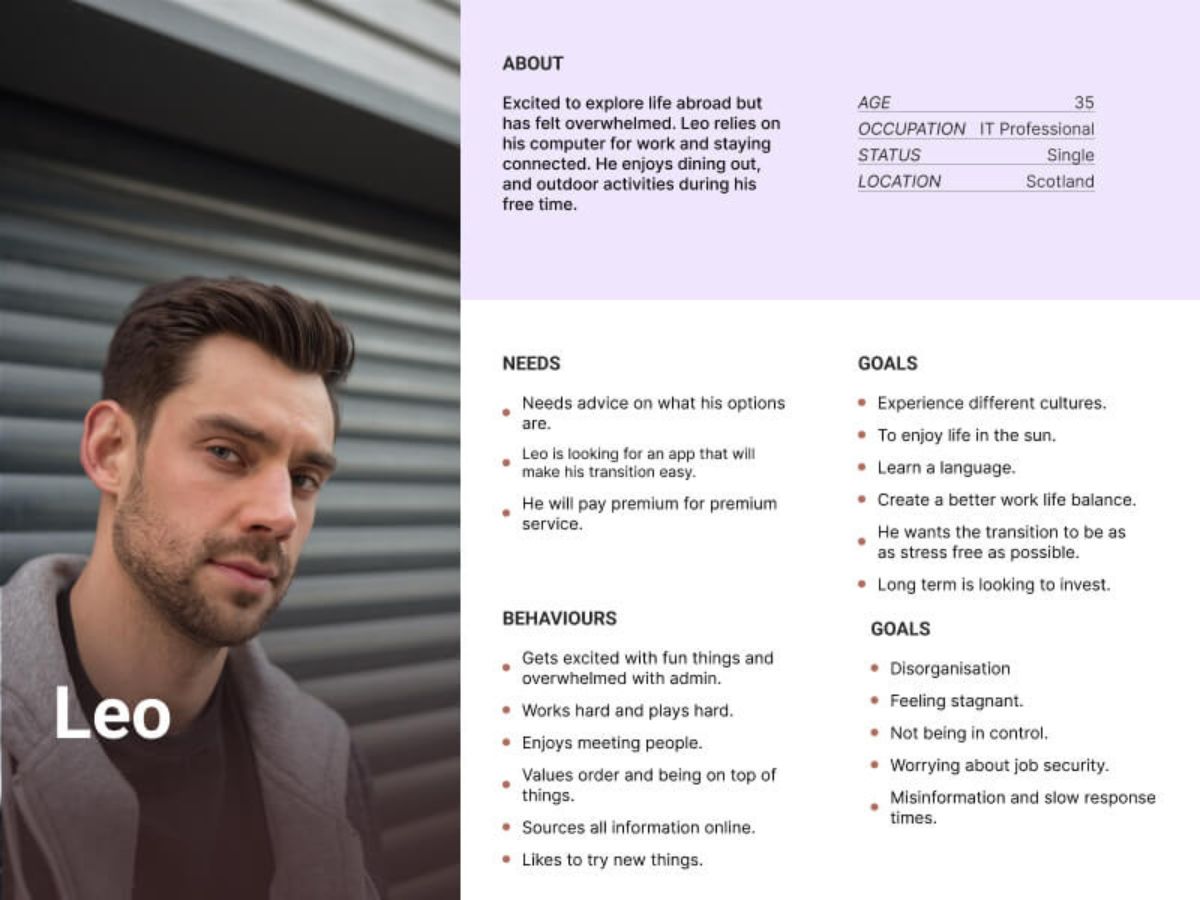 ABOUT
Excited to explore life abroad but
has felt overwhelmed. Leo relies on
his computer for work and staying
connected. He enjoys dining out,
and outdoor activities during his
free time.
AGE 35
OCCUPATION IT Professional
STATUS Single
LOCATION Scotland
NEEDS
Needs advice on what his options
are.
Leo is looking for an app that will
make his transition easy.
He will pay premium for premium
service.
GOALS
Experience different cultures.
To enjoy life in the sun.
Learn a language.
Create a better work life balance.
He wants the transition to be as
as stress free as possible.
Long term is looking to invest.
BEHAVIOURS
Gets excited with fun things and
overwhelmed with admin.
Works hard and plays hard.
Enjoys meeting people.
Values order and being on top of
things.
Sources all information online.
Likes to try new things.
GOALS
Disorganisation
Feeling stagnant.
Not being in control.
Worrying about job security.
Misinformation and slow response
times.
Leo